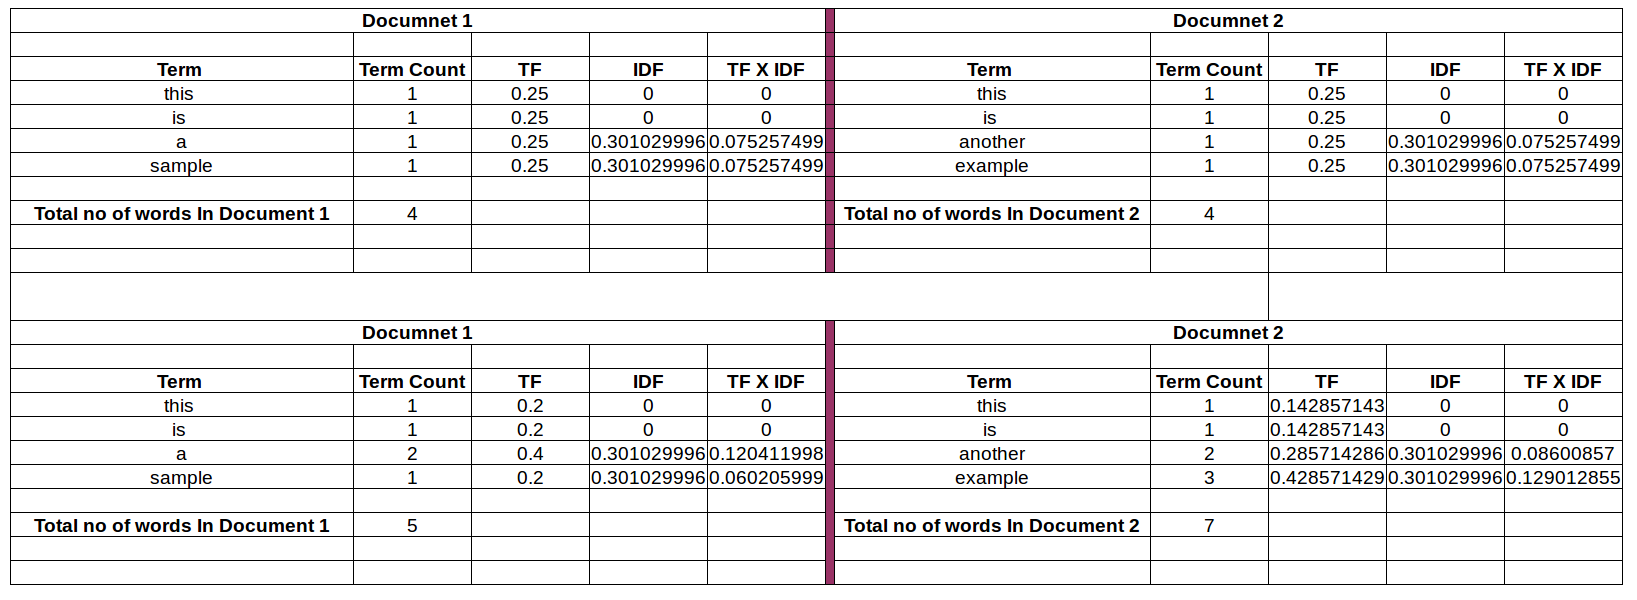 Documnet 1 Documnet 2
Term Term Count TF IDF TF X IDF Term Term Count TF IDF TF X IDF
this 1 0.25 0 0 this 1 0.25 0 0
is 1 0.25 0 0 is 1 0.25 0 0
a 1 0.25 0.301029996 0.075257499 another 1 0.25 0.301029996 0.075257499
sample 1 0.25 0.301029996 0.075257499 example 1 0.25 0.301029996 0.075257499
Total no of words In Document 1 4 Total no of words In Document 2 4
Documnet 1 Documnet 2
Term Term Count TF IDF TF X IDF Term Term Count TF IDF TF X IDF
this 1 0.2 0 0 this 1 0.142857143 0 0
is 1 0.2 0 0 is 1 0.142857143 0 0
a 2 0.4 0.301029996 0.120411998 another 2 0.285714286 0.301029996 0.08600857
sample 1 0.2 0.301029996 0.060205999 example 3 0.428571429 0.301029996 0.129012855
Total no of words In Document 1 5 Total no of words In Document 2 7